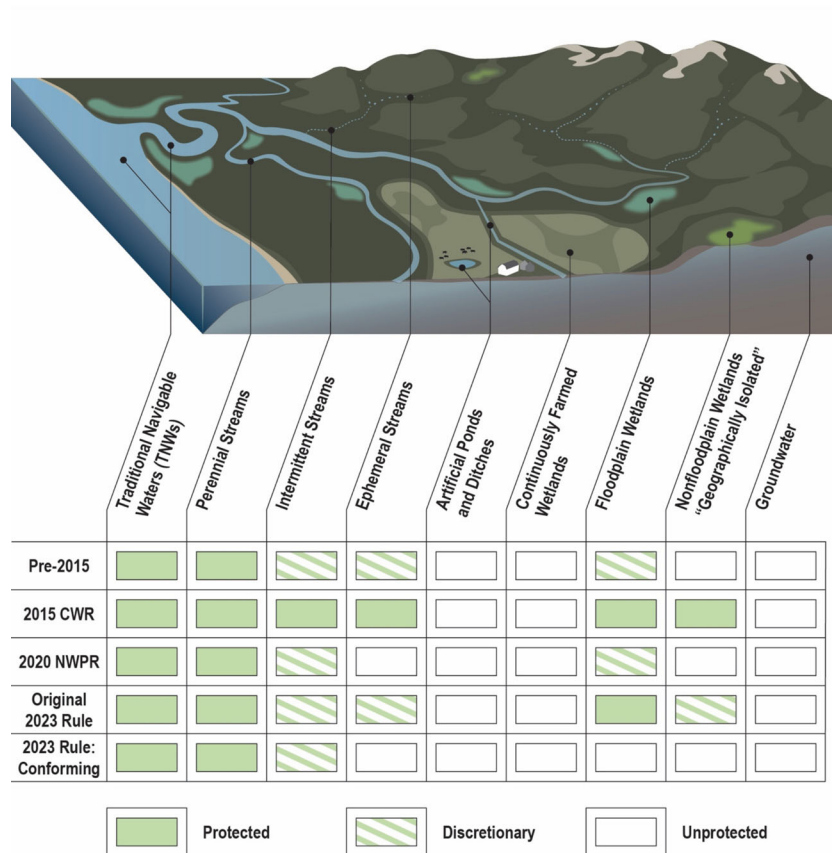 Traditional Navigable
Waters (TNWs)
Perennial Streams
Intermittent Streams
Ephemeral Streams
Artificial Ponds
and Ditches
Continuously Farmed
Wetlands
Floodplain Wetlands
Nonfloodplain Wetlands
“Geographically Isolated”
Groundwater
Pre-2015
2015 CWR
2020 NWPR
Original
2023 Rule
2023 Rule:
Conforming
Protected
Discretionary
Unprotected